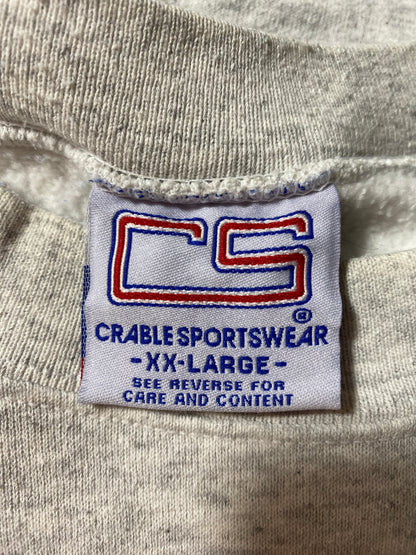 CS
®
CRABLE SPORTSWEAR
-XX-LARGE-
SEE REVERSE FOR
CARE AND CONTENT